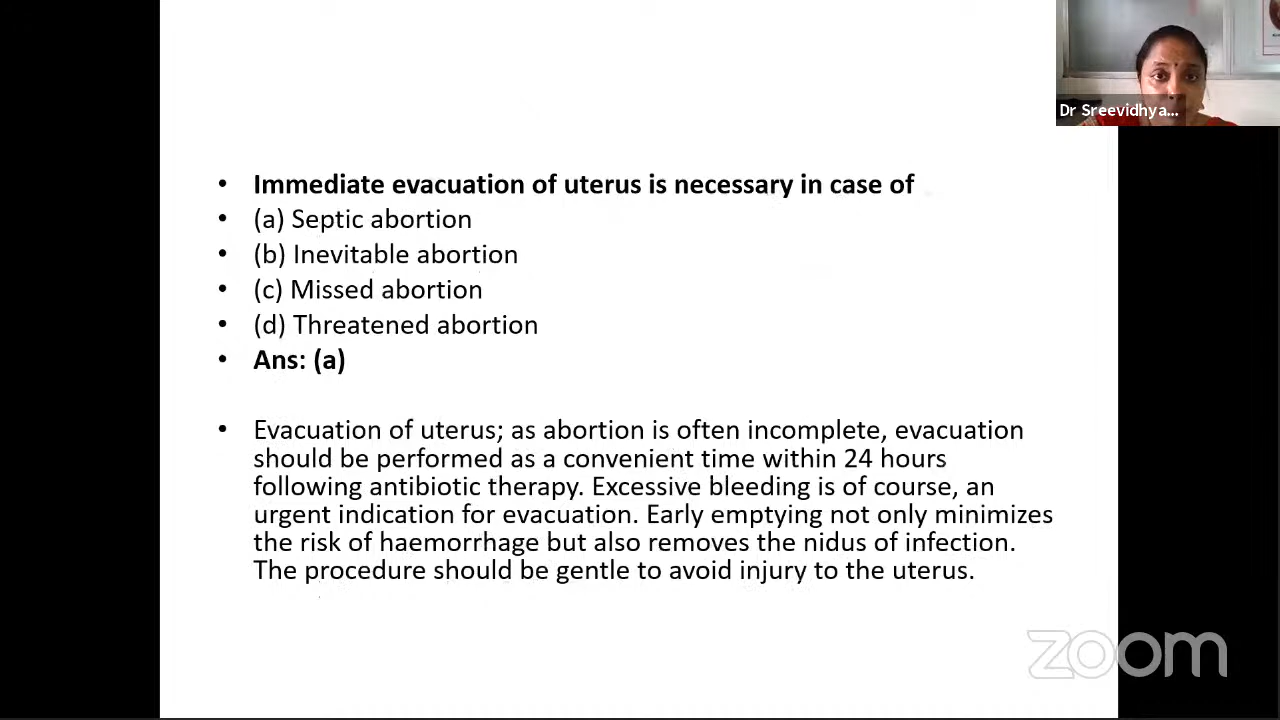 Dr Sreevidhya...
• Immediate evacuation of uterus is necessary in case of
• (a) Septic abortion
• (b) Inevitable abortion
• (c) Missed abortion
• (d) Threatened abortion
• Ans: (a)
• Evacuation of uterus; as abortion is often incomplete, evacuation
should be performed as a convenient time within 24 hours
following antibiotic therapy. Excessive bleeding is of course, an
urgent indication for evacuation. Early emptying not only minimizes
the risk of haemorrhage but also removes the nidus of infection.
The procedure should be gentle to avoid injury to the uterus.
zoom